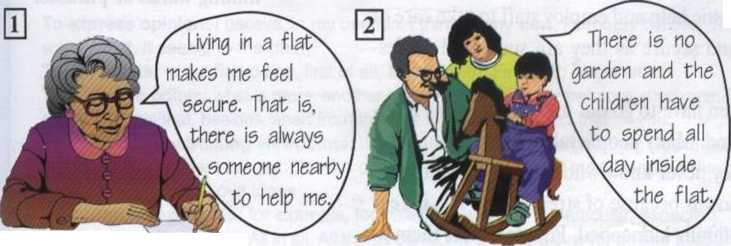 1
Living in a flat
makes me feel
secure. That is,
there is always
someone nearby
to help me.
2
There is no
garden and the
children have
to spend all
day inside
the flat.